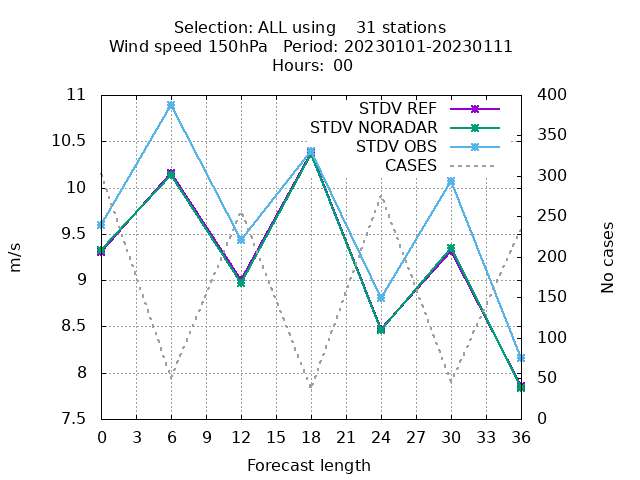 Selection: ALL using    31 stations
Wind speed 150hPa   Period: 20230101-20230111
Hours:  00
STDV REF
STDV NORADAR
STDV OBS
CASES
m/s
11
10.5
10
9.5
9
8.5
8
7.5
No cases
400
350
300
250
200
150
100
50
0
0 3 6 9 12 15 18 21 24 27 30 33 36
Forecast length